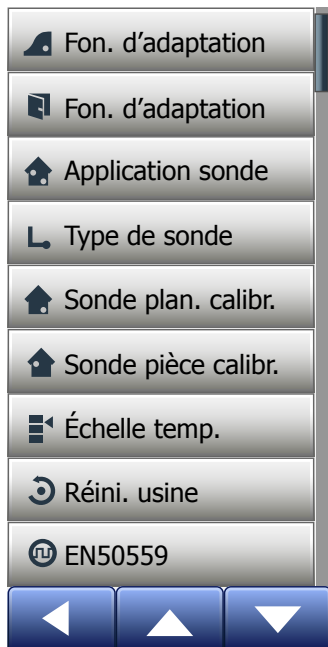 Fon. d’adaptation
Fon. d’adaptation
Application sonde
Type de sonde
Sonde plan. calibr.
Sonde pièce calibr.
Échelle temp.
Réini. usine
EN50559